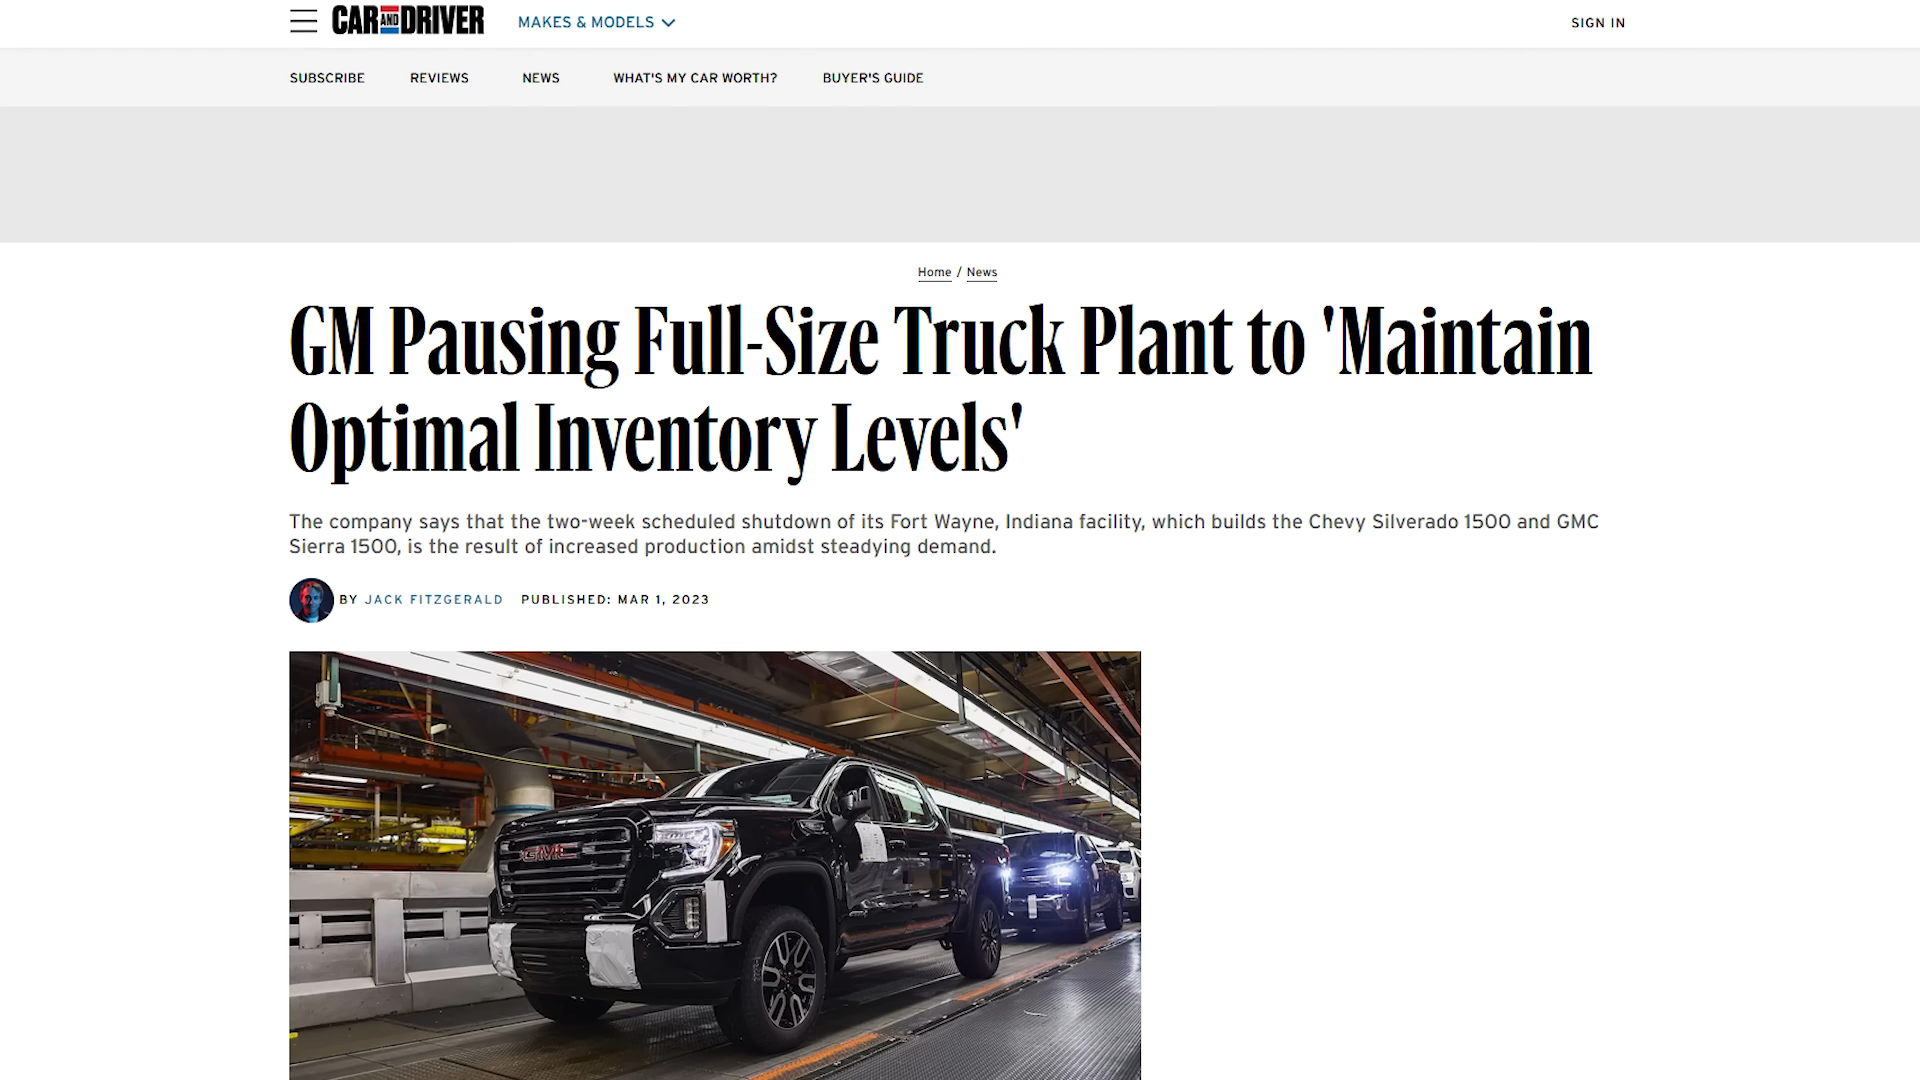 CAR AND DRIVER
MAKES & MODELS
SIGN IN
SUBSCRIBE REVIEWS NEWS WHAT'S MY CAR WORTH? BUYER'S GUIDE
Home / News
GM Pausing Full-Size Truck Plant to 'Maintain
Optimal Inventory Levels'
The company says that the two-week scheduled shutdown of its Fort Wayne, Indiana facility, which builds the Chevy Silverado 1500 and GMC
Sierra 1500, is the result of increased production amidst steadying demand.
BY JACK FITZGERALD PUBLISHED: MAR 1, 2023
GMC